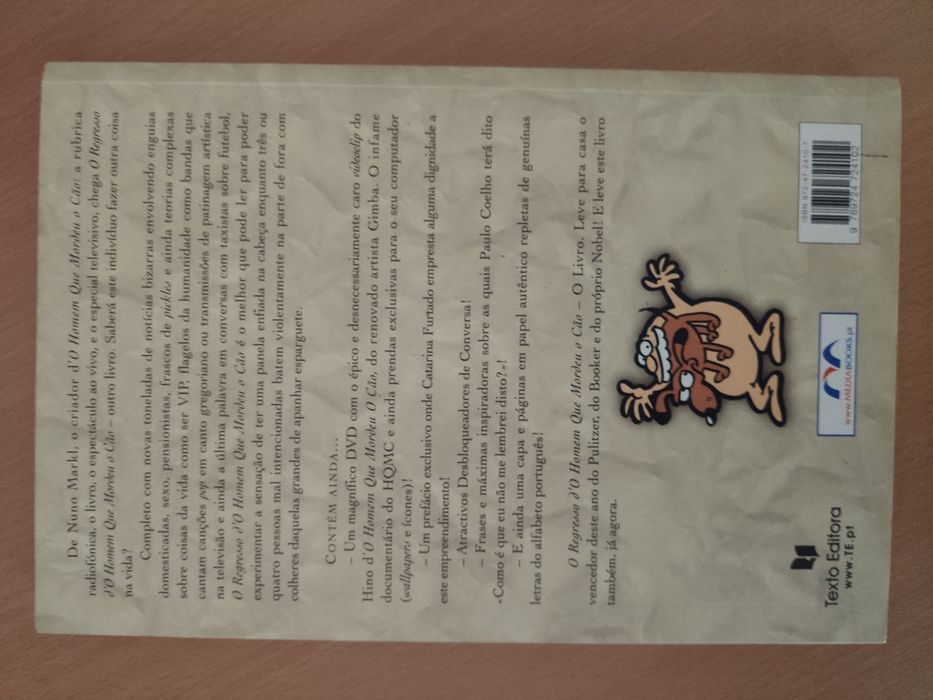 De Nuno Markl, o criador d'O Homem Que Mordeu o Cão: a rubrica
radiofónica, o livro, o espectáculo ao vivo, e o especial televisivo, chega O Regresso
d'O Homem Que Mordeu o Cão – outro livro. Saberá este indivíduo fazer outra coisa
na vida?
Completo com novas toneladas de notícias bizarras envolvendo enguias
domesticadas, sexo, pensionistas, frascos de pickles e ainda teorias complexas
sobre coisas da vida como ser VIP, flagelos da humanidade como bandas que
cantam canções pop em canto gregoriano ou transmissões de patinagem artística
na televisão e ainda a última palavra em conversas com taxistas sobre futebol,
O Regresso d'O Homem Que Mordeu o Cão é o melhor que pode ler para poder
experimentar a sensação de ter uma panela enfiada na cabeça enquanto três ou
quatro pessoas mal intencionadas batem violentamente na parte de fora com
colheres daquelas grandes de apanhar esparguete.
CONTÉM AINDA...
– Um magnífico DVD com o épico e desnecessariamente caro videoclip do
Hino d'O Homem Que Mordeu O Cão, do renovado artista Gimba. O infame
documentário do HQMC e ainda prendas exclusivas para o seu computador
(wallpapers e ícones)!
– Um prefácio exclusivo onde Catarina Furtado empresta alguma dignidade a
este empreendimento!
– Atractivos Desbloqueadores de Conversa!
– Frases e máximas inspiradoras sobre as quais Paulo Coelho terá dito
«Como é que eu não me lembrei disto?»!
– E ainda uma capa e páginas em papel autêntico repletas de genuínas
letras do alfabeto português!
O Regresso d'O Homem Que Mordeu o Cão – O Livro. Leve para casa o
vencedor deste ano do Pulitzer, do Booker e do próprio Nobel! E leve este livro
também, já agora.
Texto Editora
www.TE.pt
www.MEDIABOOKS.pt
ISBN 972-47-2410-7
9 789724 724102